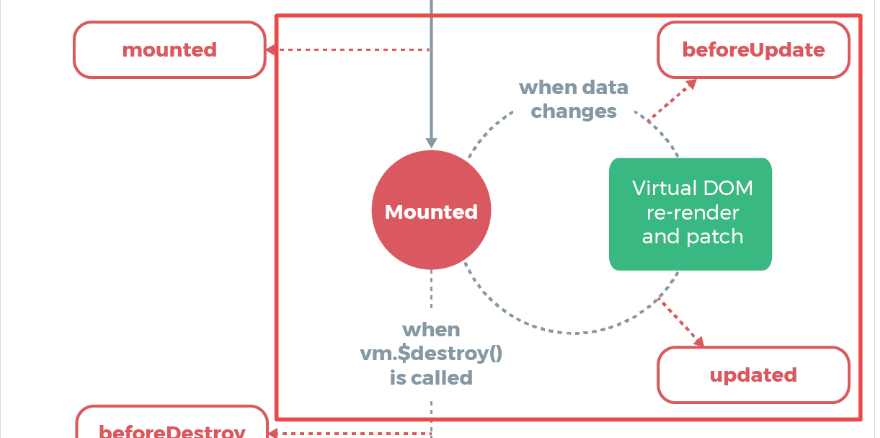 mounted
beforeUpdate
when data
changes
Virtual DOM
re-render
and patch
Mounted
when
vm.$destroy()
is called
updated
beforeDestroy